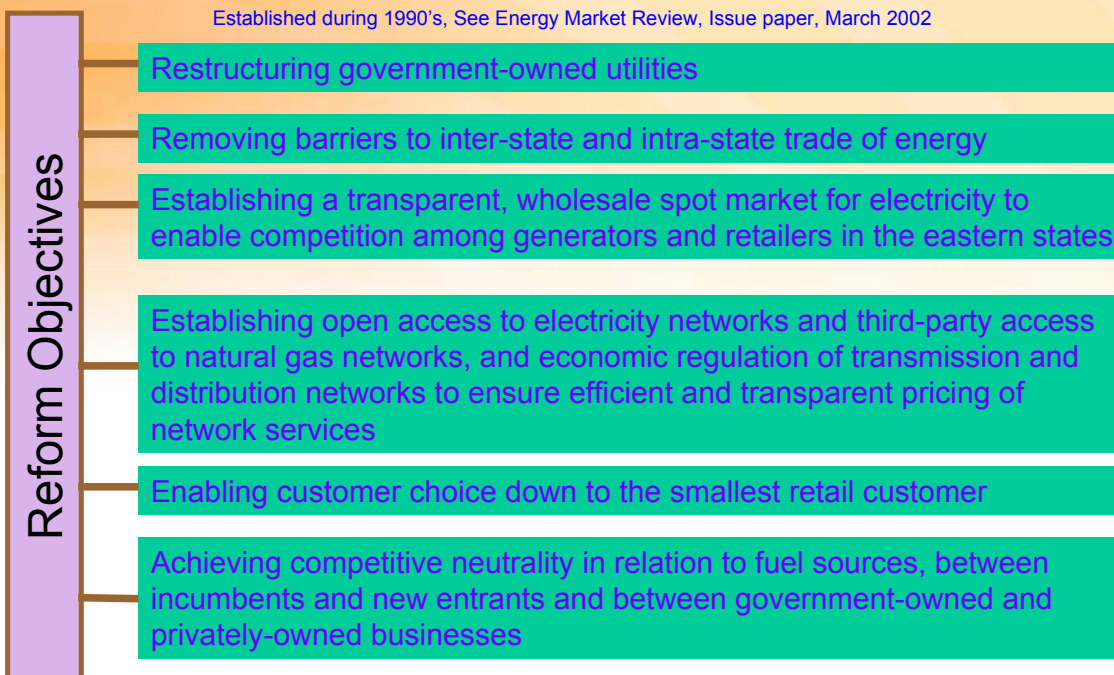 Established during 1990's, See Energy Market Review, Issue paper, March 2002
Reform Objectives
Restructuring government-owned utilities
Removing barriers to inter-state and intra-state trade of energy
Establishing a transparent, wholesale spot market for electricity to
enable competition among generators and retailers in the eastern states
Establishing open access to electricity networks and third-party access
to natural gas networks, and economic regulation of transmission and
distribution networks to ensure efficient and transparent pricing of
network services
Enabling customer choice down to the smallest retail customer
Achieving competitive neutrality in relation to fuel sources, between
incumbents and new entrants and between government-owned and
privately-owned businesses